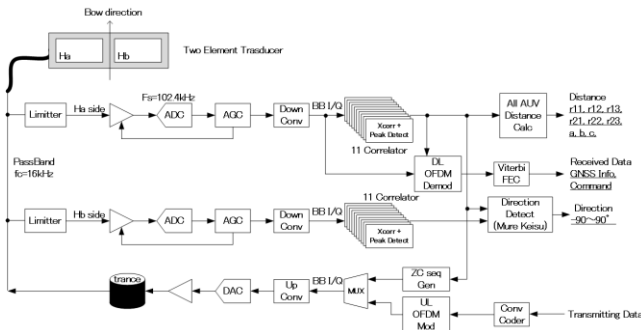 Bow direction
Ha
Hb
Two Element Trasducer
Fs=102.4kHz
Limitter
Ha side
ADC
AGC
Down
Conv
BB I/Q
Xcerr +
Peak Detect
11 Correlator
All AUV
Distance
Calc
Distance
r11, r12, r13,
r21, r22, r23,
a, b, c,
DL
OFDM
Demod
Viterbi
FEC
Received Data
GNSS Info,
Command
PassBand
fc=16kHz
11 Correlator
Limitter
Hb side
ADC
AGC
Down
Conv
BB I/Q
Xcerr +
Peak Detect
Direction
Detect
(Mure Keisu)
Direction
-90～-90°
trance
DAC
Up
Conv
BB I/Q
MUX
ZC seq
Gen
UL
OFDM
Mod
Conv
Coder
Transmitting Data